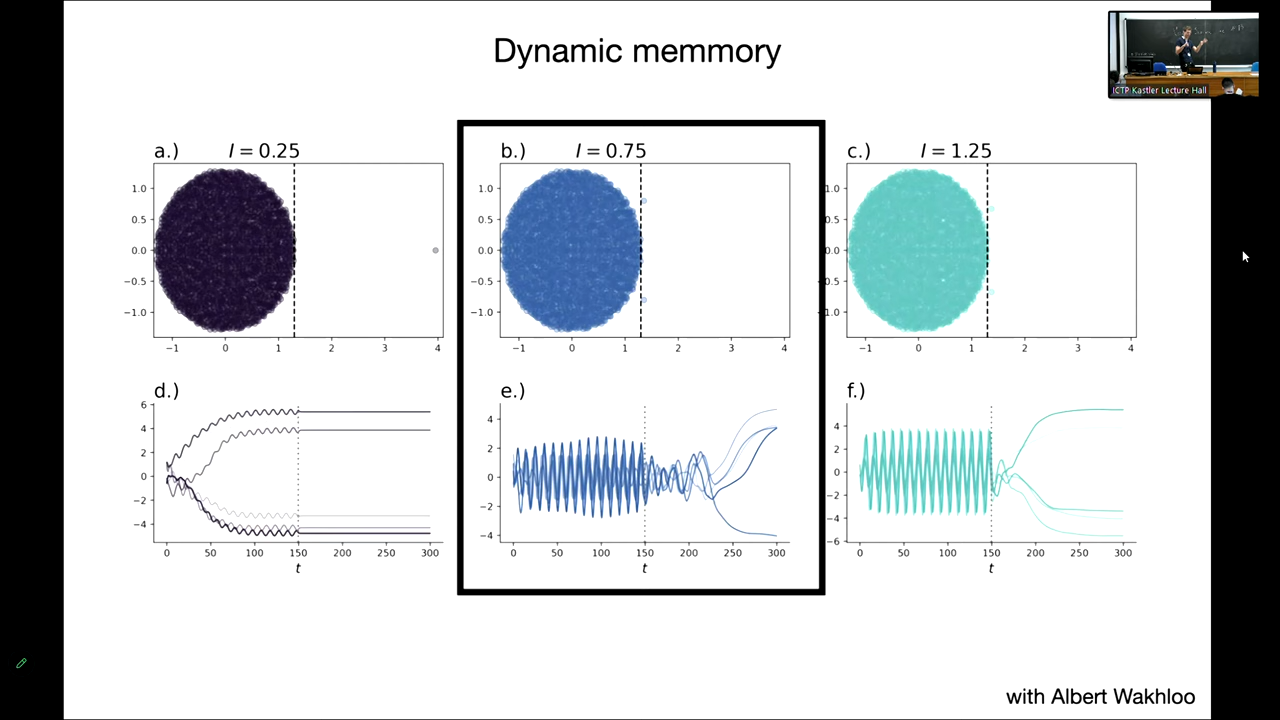 Dynamic memmory
ICTP Kastler Lecture Hall
a.) I = 0.25
b.) I = 0.75
c.) I = 1.25
1.0
0.5
0.0
−0.5
−1.0
−1 0 1 2 3 4
1.0
0.5
0.0
−0.5
−1.0
−1 0 1 2 3 4
1.0
0.5
0.0
−0.5
1.0
−1 0 1 2 3 4
d.)
e.)
f.)
6
4
2
0
−2
−4
0 50 100 150 200 250 300
t
4
2
0
−2
−4
0 50 100 150 200 250 300
t
4
2
0
−2
−4
−6
0 50 100 150 200 250 300
t
with Albert Wakhloo